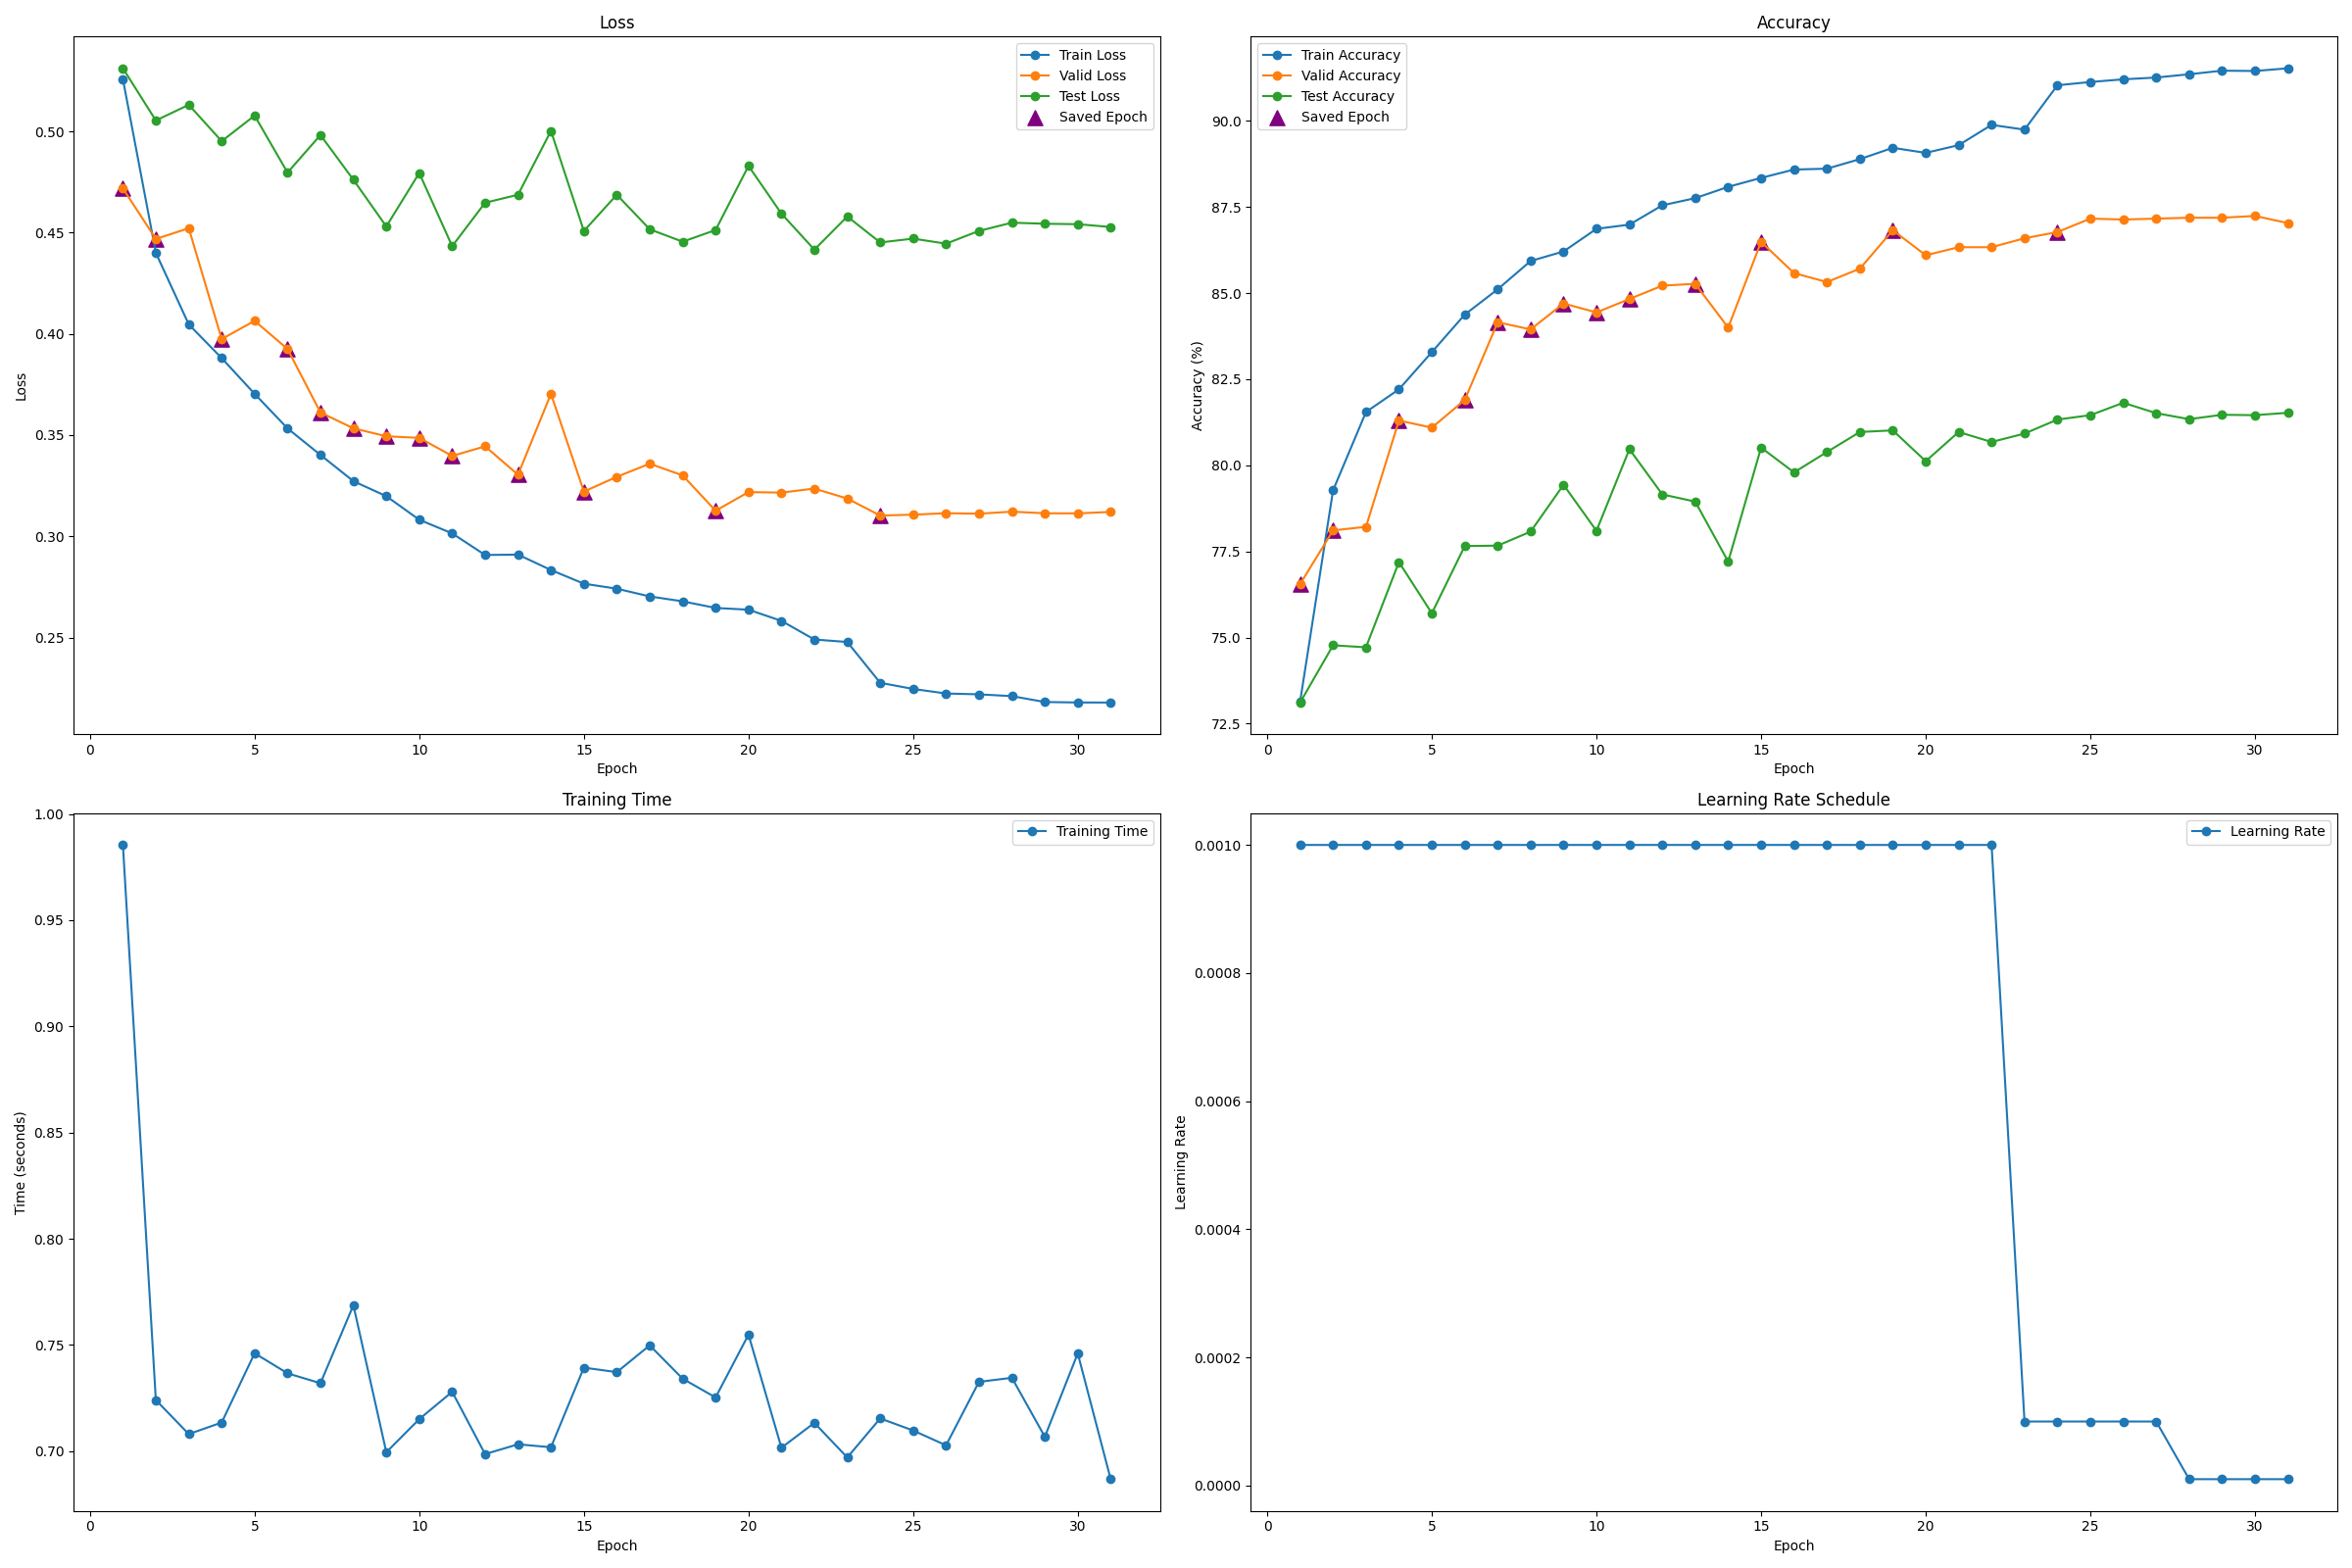 Loss
Train Loss
Valid Loss
Test Loss
Saved Epoch
0.50
0.45
0.40
0.35
0.30
0.25
Loss
0
5
10
15
20
25
30
Epoch
Accuracy
Train Accuracy
Valid Accuracy
Test Accuracy
Saved Epoch
90.0
87.5
85.0
82.5
80.0
77.5
75.0
72.5
Accuracy (%)
0
5
10
15
20
25
30
Epoch
Training Time
Training Time
1.00
0.95
0.90
0.85
0.80
0.75
0.70
Time (seconds)
0
5
10
15
20
25
30
Epoch
Learning Rate Schedule
Learning Rate
0.0010
0.0008
0.0006
0.0004
0.0002
0.0000
Learning Rate
0
5
10
15
20
25
30
Epoch